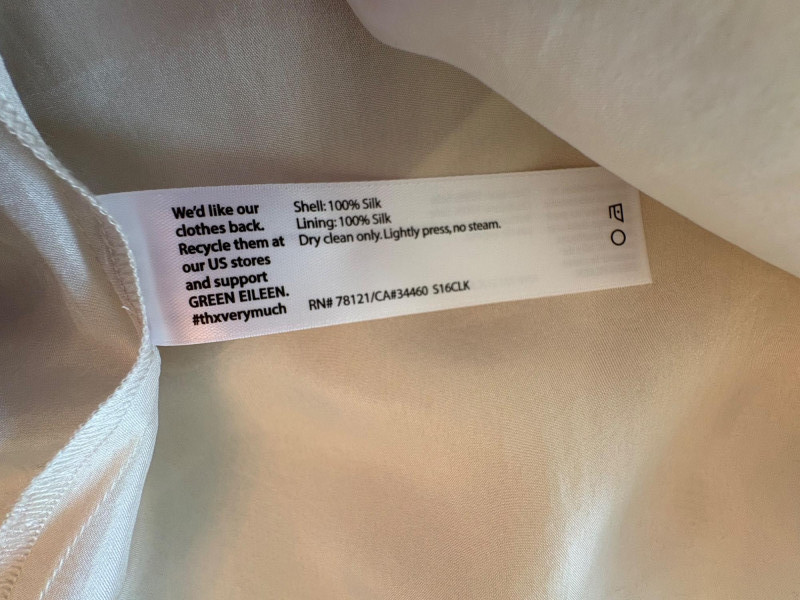 We'd like our
clothes back.
Recycle them at
our US stores
and support
GREEN EILEEN.
#thxverymuch
Shell: 100% Silk
Lining: 100% Silk
Dry clean only. Lightly press, no steam.
RN# 78121/CA#34460 S16CLK